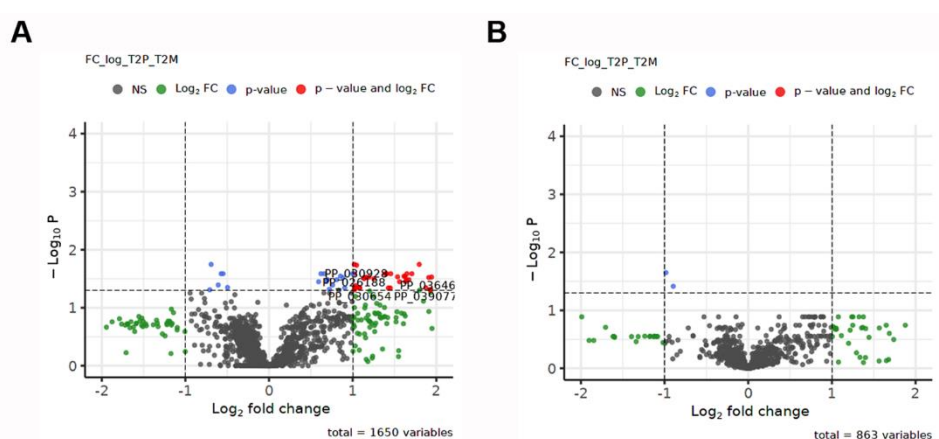 A
FC_log_T2P_T2M
NS Log₂ FC p-value p − value and log₂ FC
4
3
2
1
0
− Log₁₀ P
PP_030928
PP_026188
PP_03646
PP_030654
PP_039077
-2 -1 0 1 2
Log₂ fold change
total = 1650 variables
B
FC_log_T2P_T2M
NS Log₂ FC p-value p − value and log₂ FC
4
3
2
1
0
− Log₁₀ P
-2 -1 0 1 2
Log₂ fold change
total = 863 variables